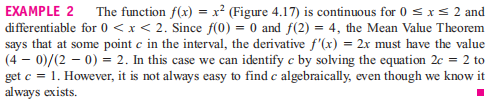 EXAMPLE 2 The function f(x) = x² (Figure 4.17) is continuous for 0 ≤ x ≤ 2 and
differentiable for 0 < x < 2. Since f(0) = 0 and f(2) = 4, the Mean Value Theorem
says that at some point c in the interval, the derivative f′(x) = 2x must have the value
(4 − 0)/(2 − 0) = 2. In this case we can identify c by solving the equation 2c = 2 to
get c = 1. However, it is not always easy to find c algebraically, even though we know it
always exists.